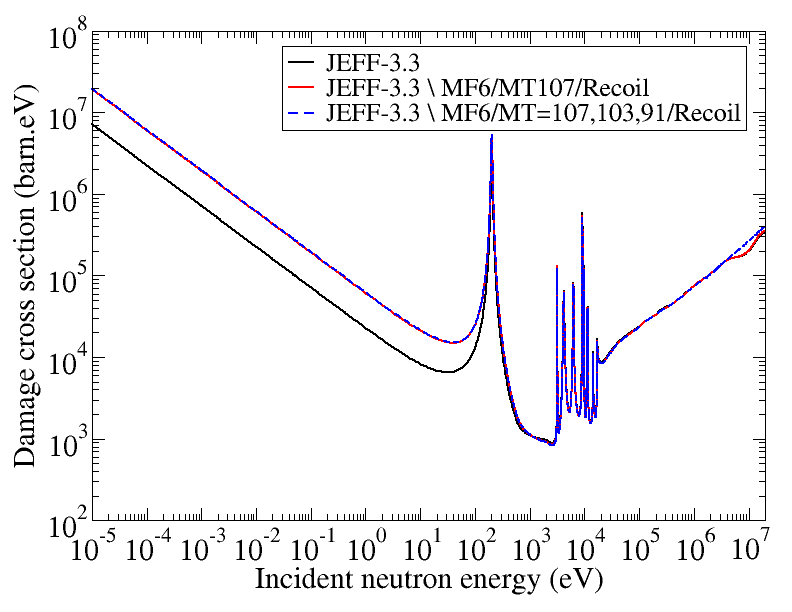 JEFF-3.3
JEFF-3.3 \ MF6/MT107/Recoil
JEFF-3.3 \ MF6/MT=107,103,91/Recoil
Damage cross section (barn.eV)
10^8
10^7
10^6
10^5
10^4
10^3
10^2
10^-5 10^-4 10^-3 10^-2 10^-1 10^0 10^1 10^2 10^3 10^4 10^5 10^6 10^7
Incident neutron energy (eV)